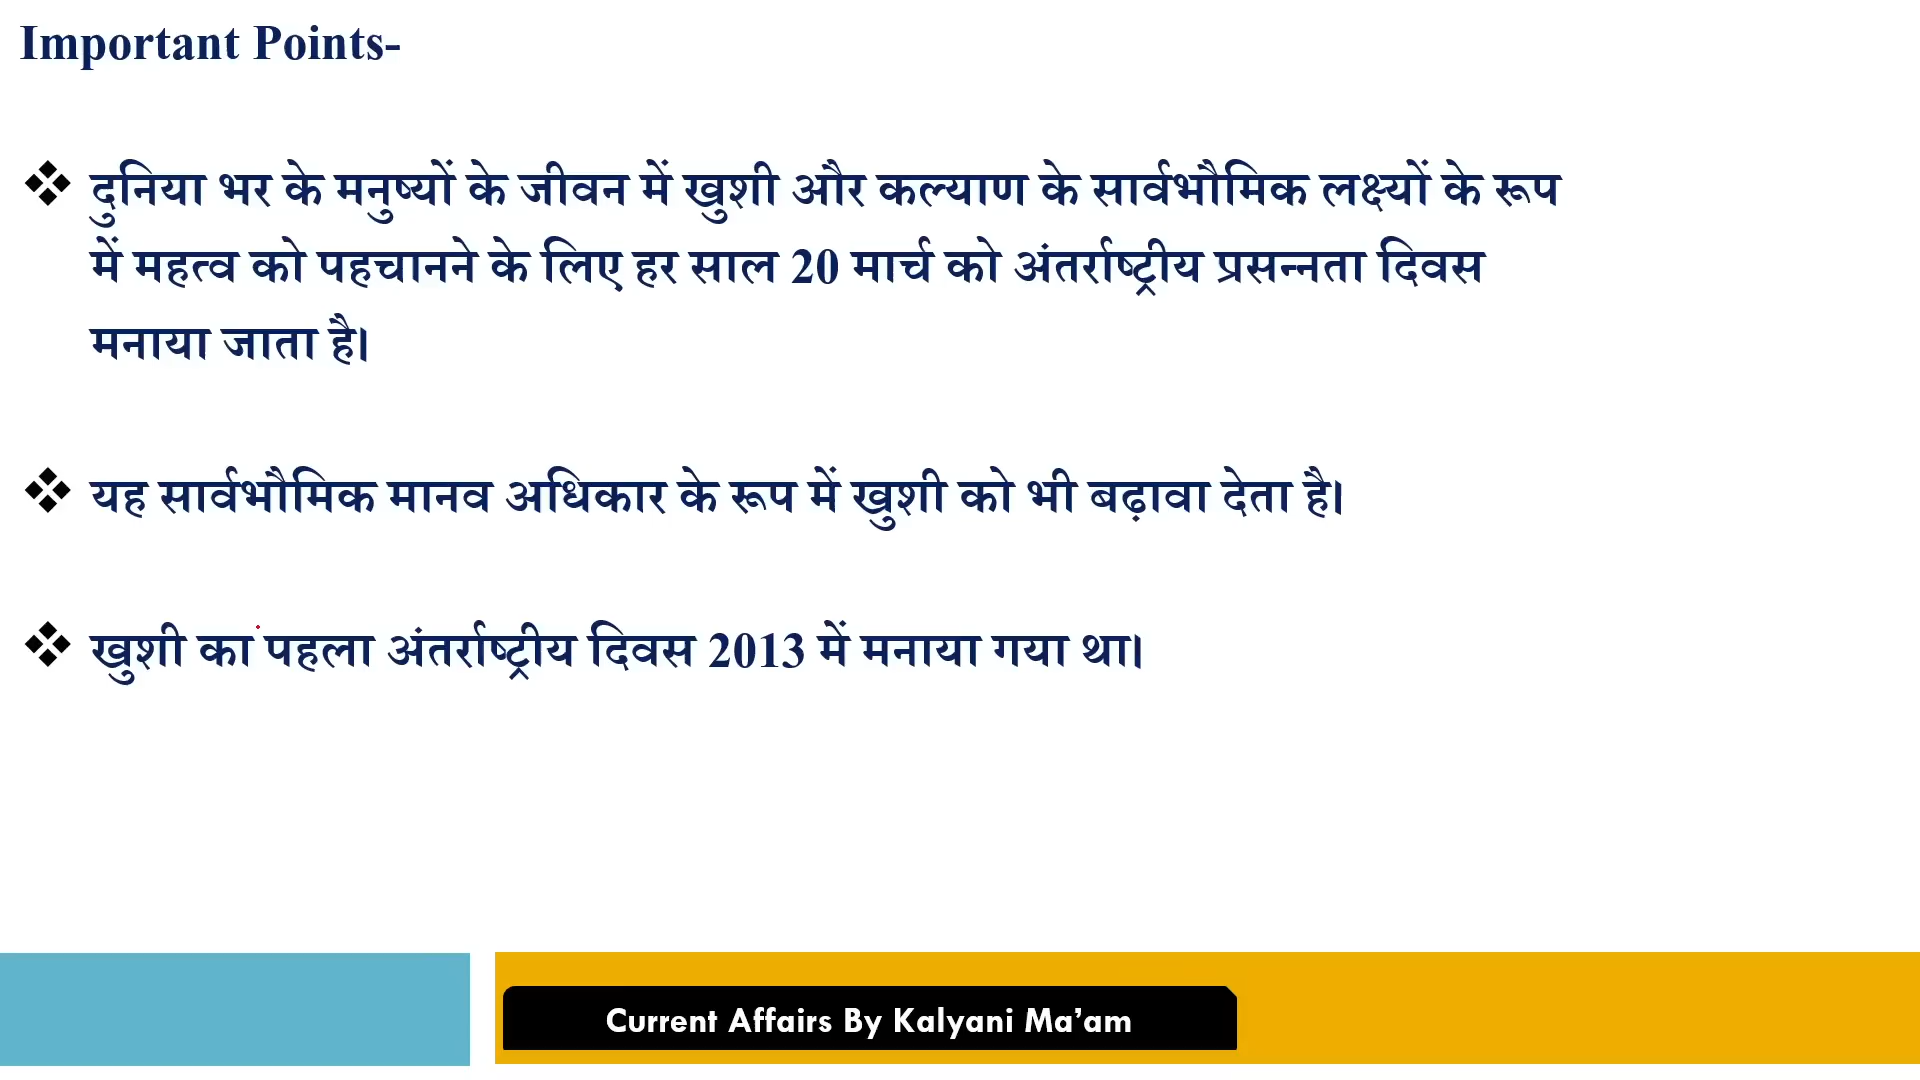 Important Points-
❖ दुनिया भर के मनुष्यों के जीवन में खुशी और कल्याण के सार्वभौमिक लक्ष्यों के रूप
में महत्व को पहचानने के लिए हर साल 20 मार्च को अंतर्राष्ट्रीय प्रसन्नता दिवस
मनाया जाता है।
❖ यह सार्वभौमिक मानव अधिकार के रूप में खुशी को भी बढ़ावा देता है।
❖ खुशी का पहला अंतर्राष्ट्रीय दिवस 2013 में मनाया गया था।
Current Affairs By Kalyani Ma’am